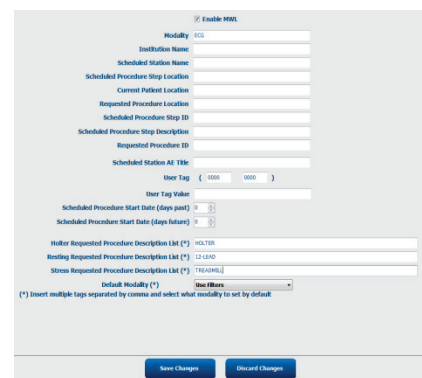 Enable MWL
Modality ECG
Institution Name
Scheduled Station Name
Scheduled Procedure Step Location
Current Patient Location
Requested Procedure Location
Scheduled Procedure Step ID
Scheduled Procedure Step Description
Requested Procedure ID
Scheduled Station AE Title
User Tag ( 0000 0000 )
User Tag Value
Scheduled Procedure Start Date (days past) 0
Scheduled Procedure Start Date (days future) 0
Holter Requested Procedure Description List (*) HOLTER
Resting Requested Procedure Description List (*) 12-LEAD
Stress Requested Procedure Description List (*) TREADMILL
Default Modality (*) Use filters
(*) Insert multiple tags separated by comma and select what modality to set by default
Save Changes Discard Changes